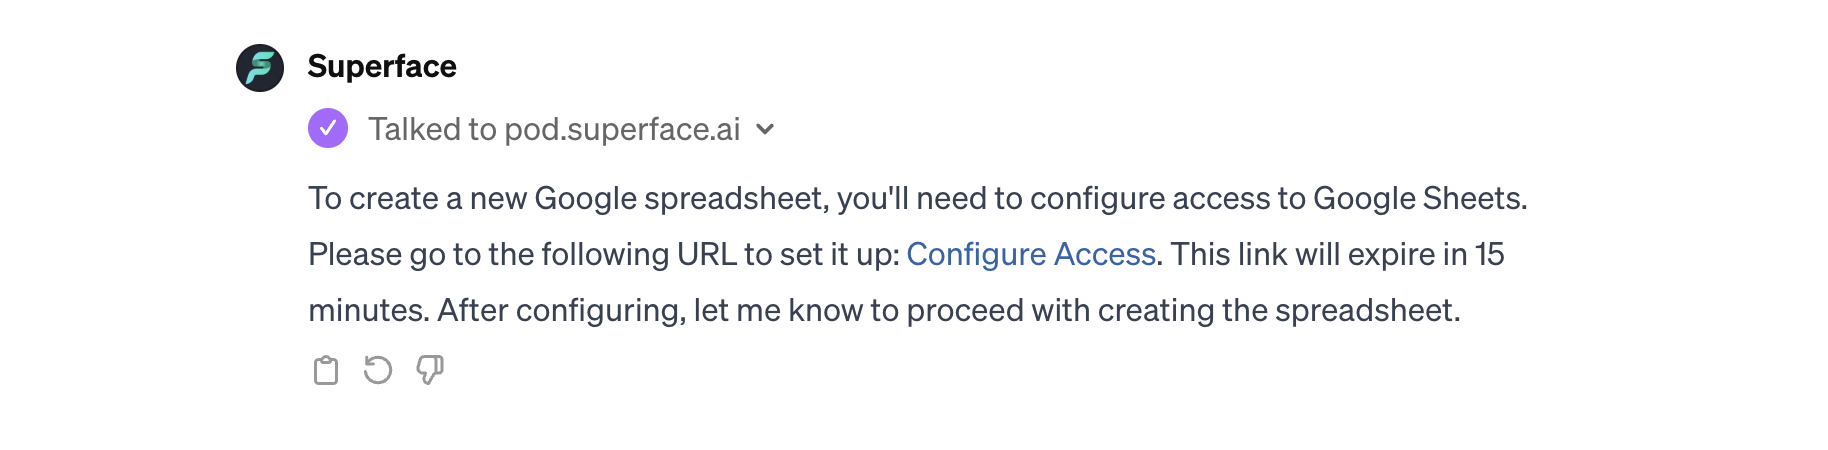 Superface
Talked to pod.superface.ai
To create a new Google spreadsheet, you'll need to configure access to Google Sheets.
Please go to the following URL to set it up: Configure Access. This link will expire in 15
minutes. After configuring, let me know to proceed with creating the spreadsheet.